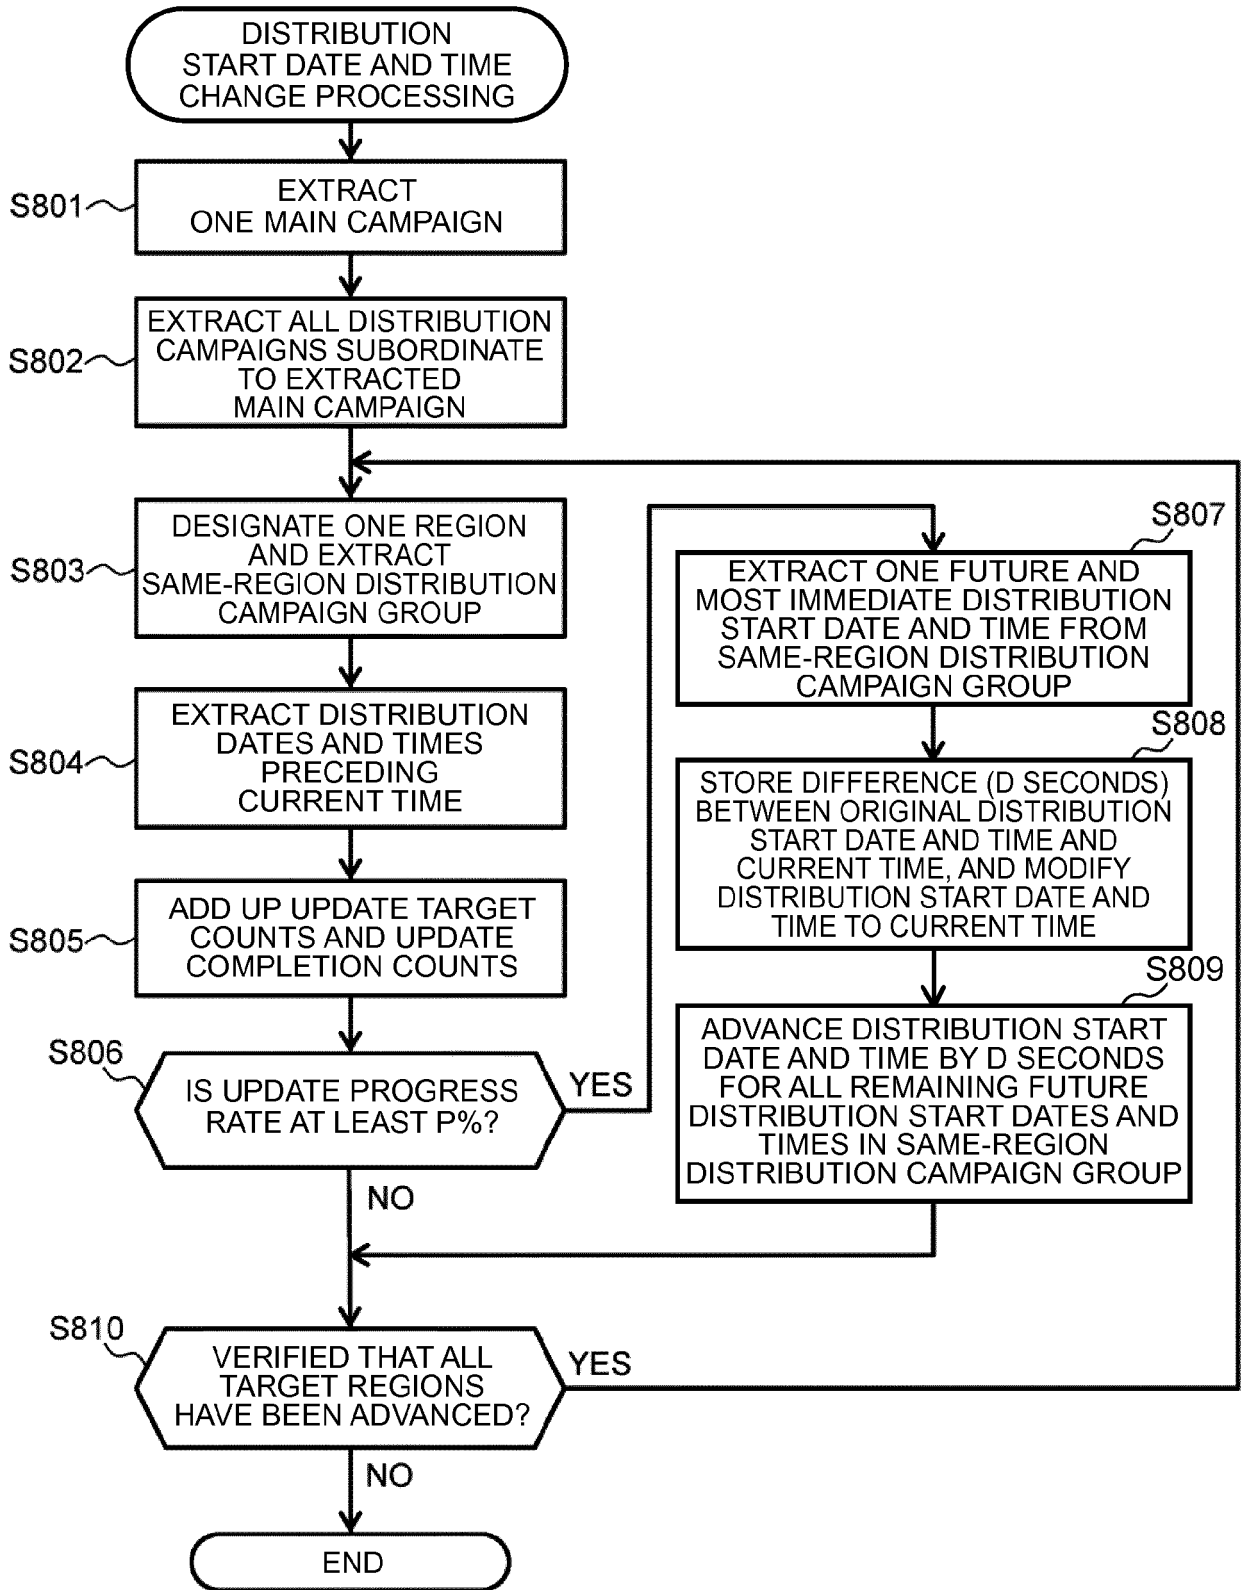 DISTRIBUTION
START DATE AND TIME
CHANGE PROCESSING
S801
EXTRACT
ONE MAIN CAMPAIGN
S802
EXTRACT ALL DISTRIBUTION
CAMPAIGNS SUBORDINATE
TO EXTRACTED
MAIN CAMPAIGN
S803
DESIGNATE ONE REGION
AND EXTRACT
SAME-REGION DISTRIBUTION
CAMPAIGN GROUP
S804
EXTRACT DISTRIBUTION
DATES AND TIMES
PRECEDING
CURRENT TIME
S805
ADD UP UPDATE TARGET
COUNTS AND UPDATE
COMPLETION COUNTS
S806
IS UPDATE PROGRESS
RATE AT LEAST P%?
YES
NO
S807
EXTRACT ONE FUTURE AND
MOST IMMEDIATE DISTRIBUTION
START DATE AND TIME FROM
SAME-REGION DISTRIBUTION
CAMPAIGN GROUP
S808
STORE DIFFERENCE (D SECONDS)
BETWEEN ORIGINAL DISTRIBUTION
START DATE AND TIME AND
CURRENT TIME, AND MODIFY
DISTRIBUTION START DATE AND
TIME TO CURRENT TIME
S809
ADVANCE DISTRIBUTION START
DATE AND TIME BY D SECONDS
FOR ALL REMAINING FUTURE
DISTRIBUTION START DATES AND
TIMES IN SAME-REGION
DISTRIBUTION CAMPAIGN GROUP
S810
VERIFIED THAT ALL
TARGET REGIONS
HAVE BEEN ADVANCED?
YES
NO
END